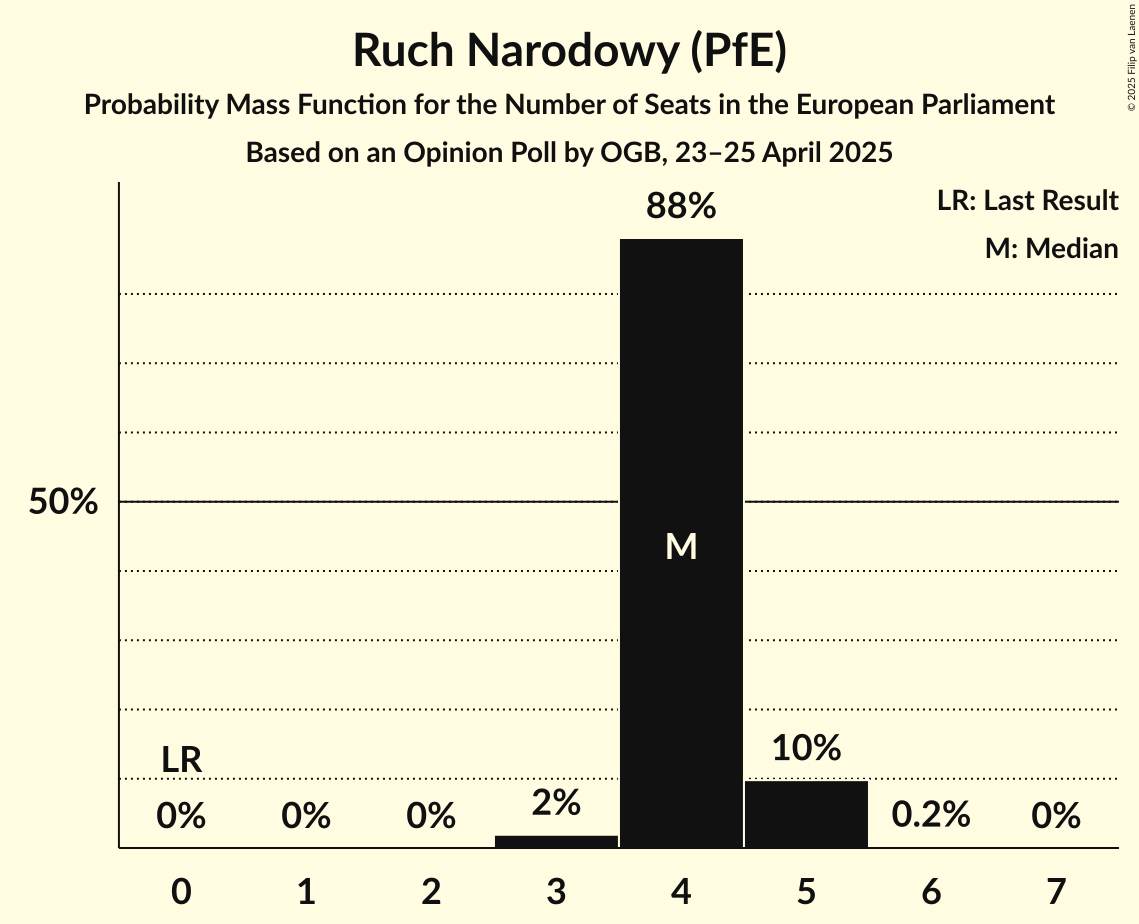 Ruch Narodowy (PfE)
Probability Mass Function for the Number of Seats in the European Parliament
Based on an Opinion Poll by OGB, 23–25 April 2025
© 2025 Filip van Laenen
LR: Last Result
M: Median
88%
50%
M
LR
0%
0%
0%
2%
10%
0.2%
0%
0
1
2
3
4
5
6
7